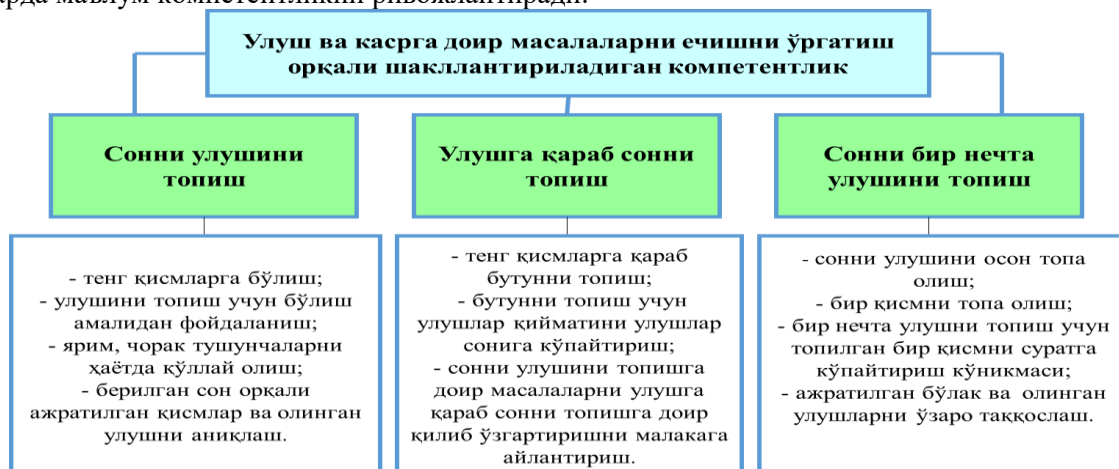 маълум компетентликни ривожлантиради.
Улуш ва касрга доир масалаларни ечишни ўргатиш
орқали шакллантириладиган компетентлик
Сонни улушини
топиш
Улушга қараб сонни
топиш
Сонни бир нечта
улушини топиш
- тенг қисмларга бўлиш;
- улушини топиш учун бўлиш
амалидан фойдаланиш;
- ярим, чорак тушунчаларни
ҳаётда қўллай олиш;
- берилган сон орқали
ажратилган қисмлар ва олинган
улушни аниқлаш.
- тенг қисмларга қараб
бутунни топиш;
- бутунни топиш учун
улушлар қийматини улушлар
сонига кўпайтириш;
- сонни улушини топишга
доир масалаларни улушга
қараб сонни топишга доир
қилиб ўзгартиришни малакага
айлантириш.
- сонни улушини осон топа
олиш;
- бир қисмни топа олиш;
- бир нечта улушни топиш учун
топилган бир қисмни суратга
кўпайтириш кўникмаси;
- ажратилган бўлак ва олинган
улушларни ўзаро таққослаш.